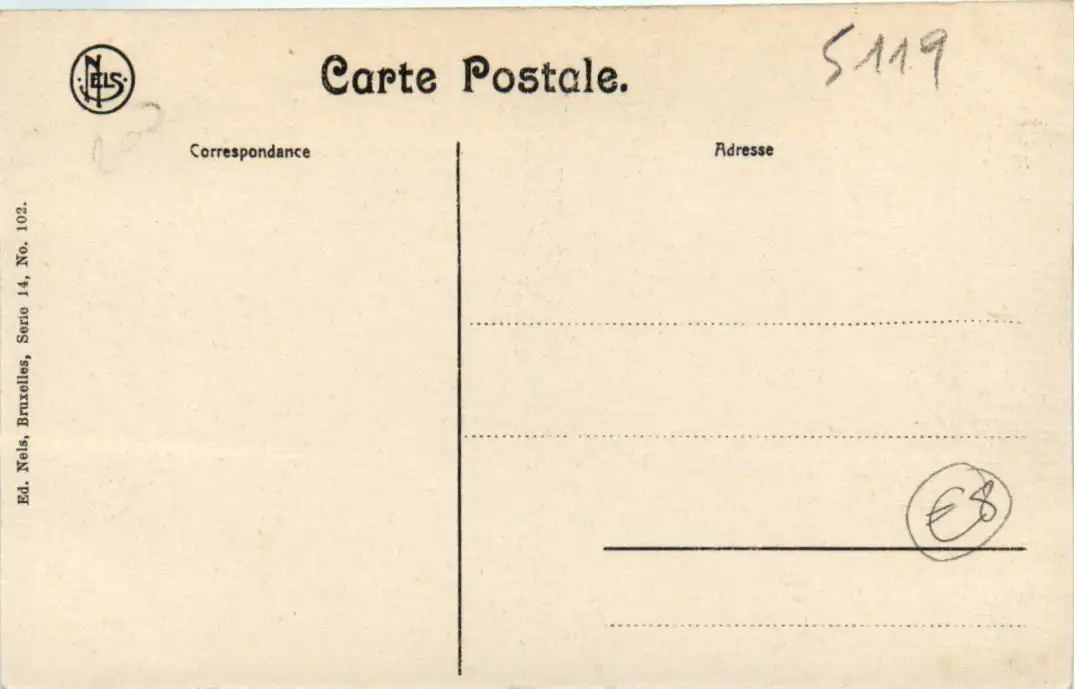 NELS
Carte Postale.
5119
Correspondance
Adresse
Ed. Nels, Bruxelles, Serie 14, No. 102.
€8